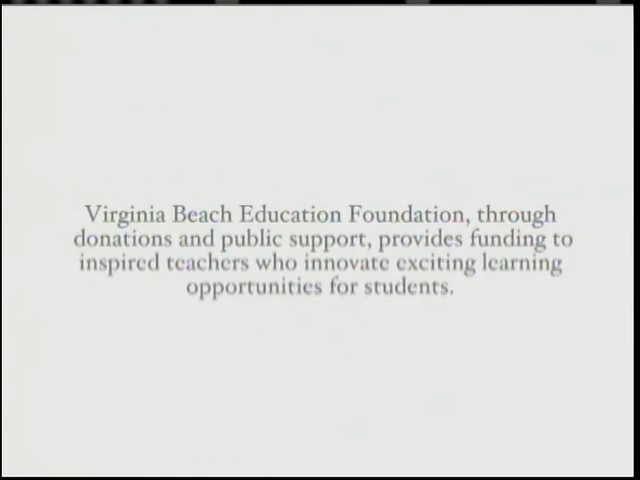 Virginia Beach Education Foundation, through
donations and public support, provides funding to
inspired teachers who innovate exciting learning
opportunities for students.